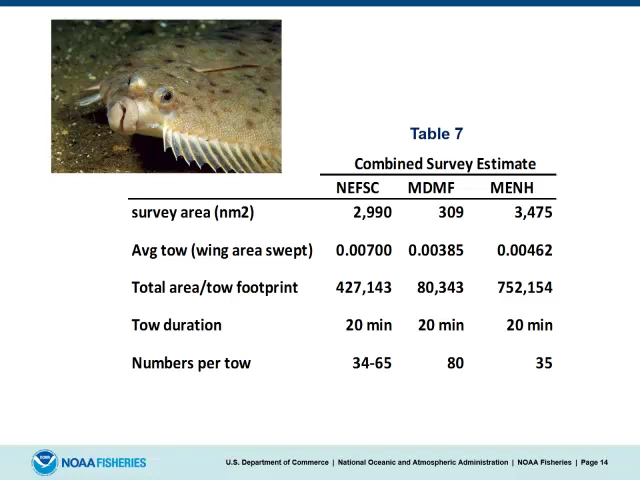 Table 7
Combined Survey Estimate
NEFSC MDMF MENH
survey area (nm2) 2,990 309 3,475
Avg tow (wing area swept) 0.00700 0.00385 0.00462
Total area/tow footprint 427,143 80,343 752,154
Tow duration 20 min 20 min 20 min
Numbers per tow 34-65 80 35
NOAA FISHERIES
U.S. Department of Commerce | National Oceanic and Atmospheric Administration | NOAA Fisheries | Page 14